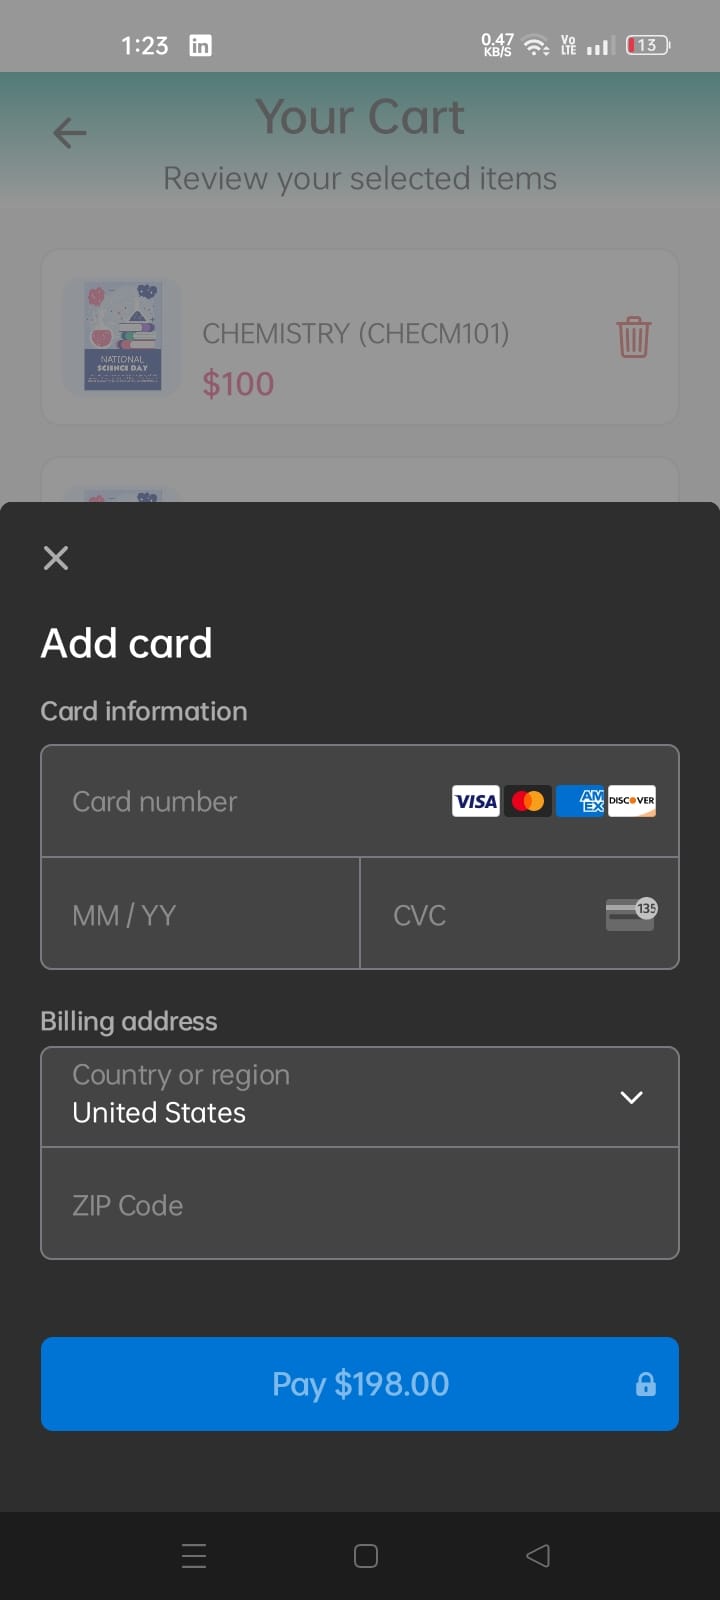 1:23 in 0.47 KB/S Vo LTE 13
Your Cart
Review your selected items
NATIONAL
SCIENCE DAY
CHEMISTRY (CHECM101)
$100
Add card
Card information
Card number VISA AM EX DISCOVER
MM / YY CVC 135
Billing address
Country or region
United States
ZIP Code
Pay $198.00